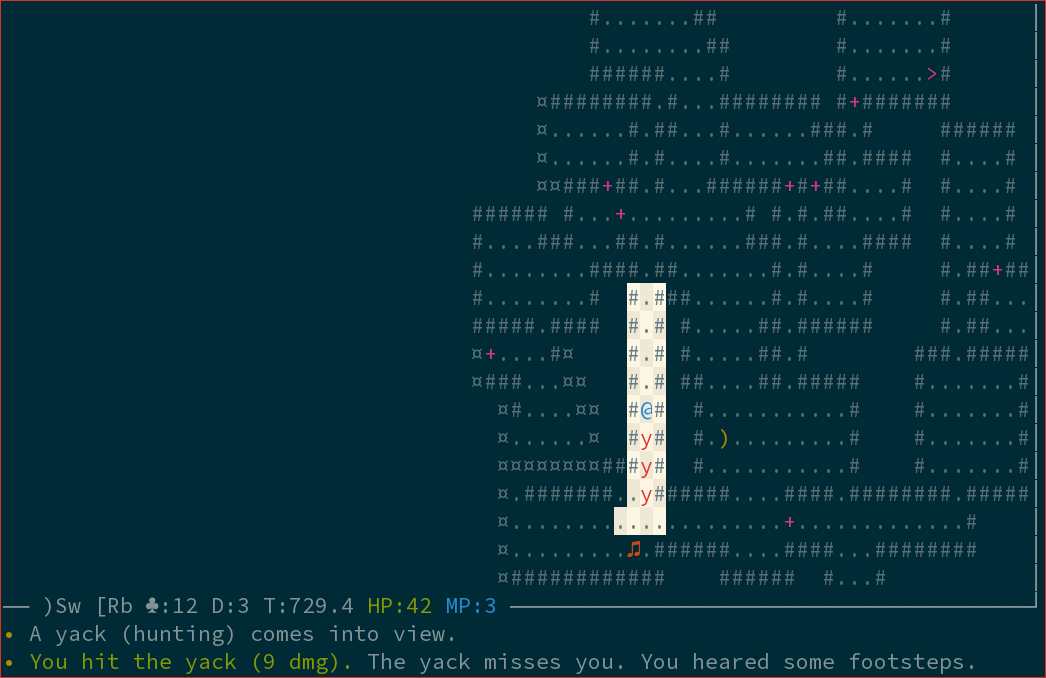 #.......##         #.......#
#........##        #.......#
######....#        #......>#
¤########.#...######## #+#######
¤......#.##...#......###.#     ######
¤......#.#....#.......##.####  #....#
¤¤###+##.#...######+#+##....#  #....#
###### #...+.........# #.#.##....#  #....#
#....###...##.#......###.#....####  #....#
#........####.##.......#.#....#     #.##+##
#........#  #.###......#.#....#     #.##...
#####.####  #.# #.....##.######     #.##...
¤+....#¤    #.# #.....##.#        ###.#####
¤###...¤¤   #.# ##....##.#####    #.......#
¤#....¤¤  #@#  #...........#    #.......#
¤......¤  #y#  #.).........#    #.......#
¤¤¤¤¤¤¤¤###y#  #...........#    #.......#
¤.#######..y######....####.########.#####
¤....................+.............#
¤.........♫.######....####...########
¤############    ######  #...#
)Sw [Rb ♣:12 D:3 T:729.4 HP:42 MP:3
• A yack (hunting) comes into view.
• You hit the yack (9 dmg). The yack misses you. You heared some footsteps.